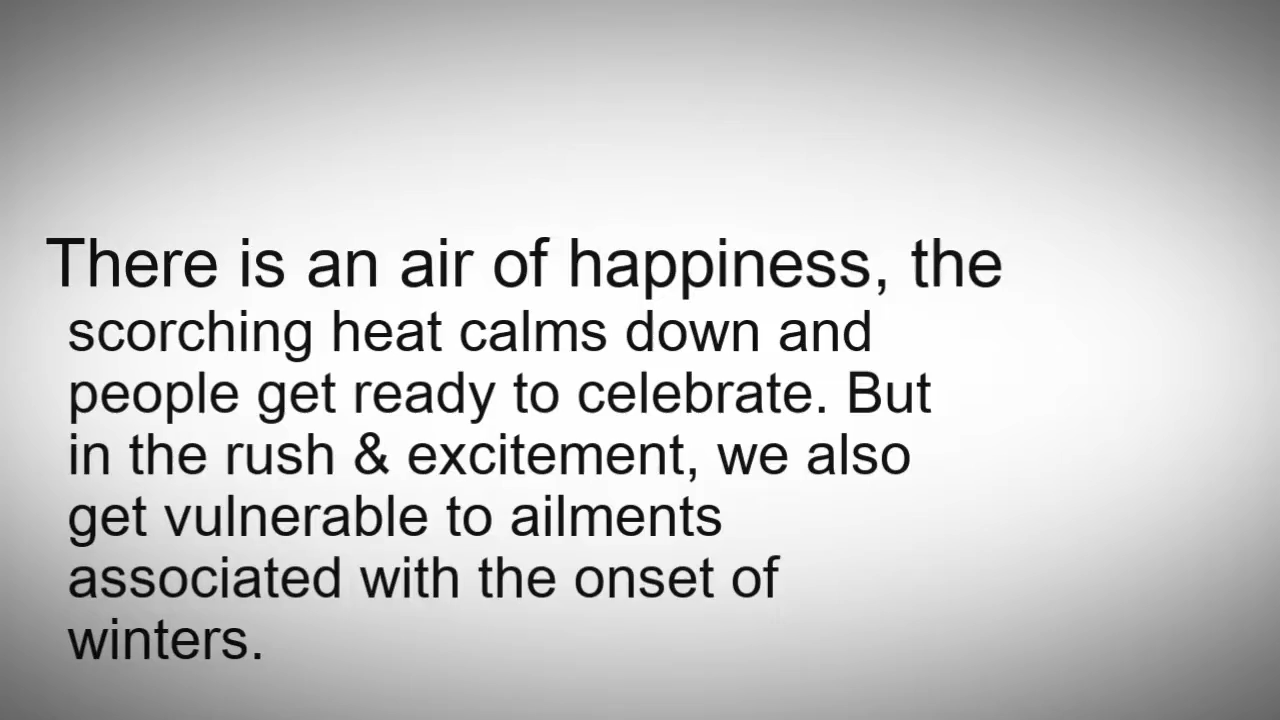 There is an air of happiness, the
scorching heat calms down and
people get ready to celebrate. But
in the rush & excitement, we also
get vulnerable to ailments
associated with the onset of
winters.